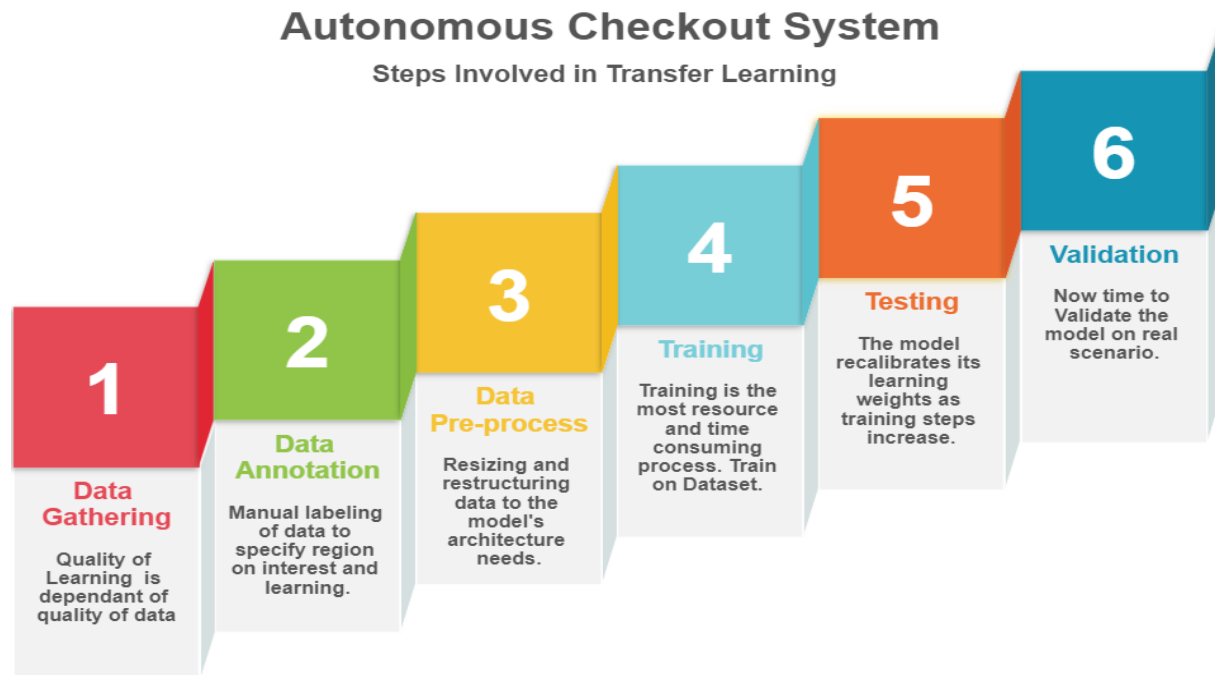 Autonomous Checkout System
Steps Involved in Transfer Learning
1
Data
Gathering
Quality of
Learning is
dependant of
quality of data
2
Data
Annotation
Manual labeling
of data to
specify region
on interest and
learning.
3
Data
Pre-process
Resizing and
restructuring
data to the
model's
architecture
needs.
4
Training
Training is the
most resource
and time
consuming
process. Train
on Dataset.
5
Testing
The model
recalibrates its
learning
weights as
training steps
increase.
6
Validation
Now time to
Validate the
model on real
scenario.